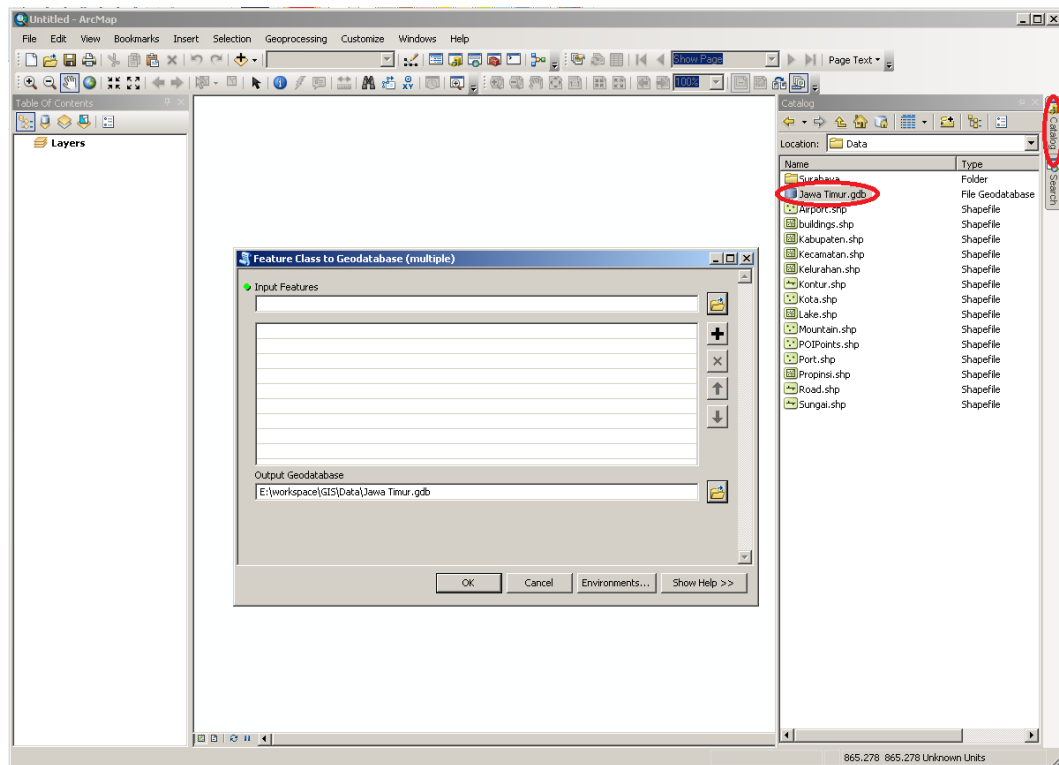 Untitled - ArcMap
File Edit View Bookmarks Insert Selection Geoprocessing Customize Windows Help
Show Page Page Text
100%
Table Of Contents
Layers
Catalog
Location: Data
Name Type
Surabaya Folder
Jawa Timur.gdb File Geodatabase
Airport.shp Shapefile
buildings.shp Shapefile
Kabupaten.shp Shapefile
Kecamatan.shp Shapefile
Kelurahan.shp Shapefile
Kontur.shp Shapefile
Kota.shp Shapefile
Lake.shp Shapefile
Mountain.shp Shapefile
POIPoints.shp Shapefile
Port.shp Shapefile
Propinsi.shp Shapefile
Road.shp Shapefile
Sungai.shp Shapefile
Catalog
Search
Feature Class to Geodatabase (multiple)
Input Features
Output Geodatabase
E:\workspace\GIS\Data\Jawa Timur.gdb
OK Cancel Environments... Show Help >>
865.278 865.278 Unknown Units